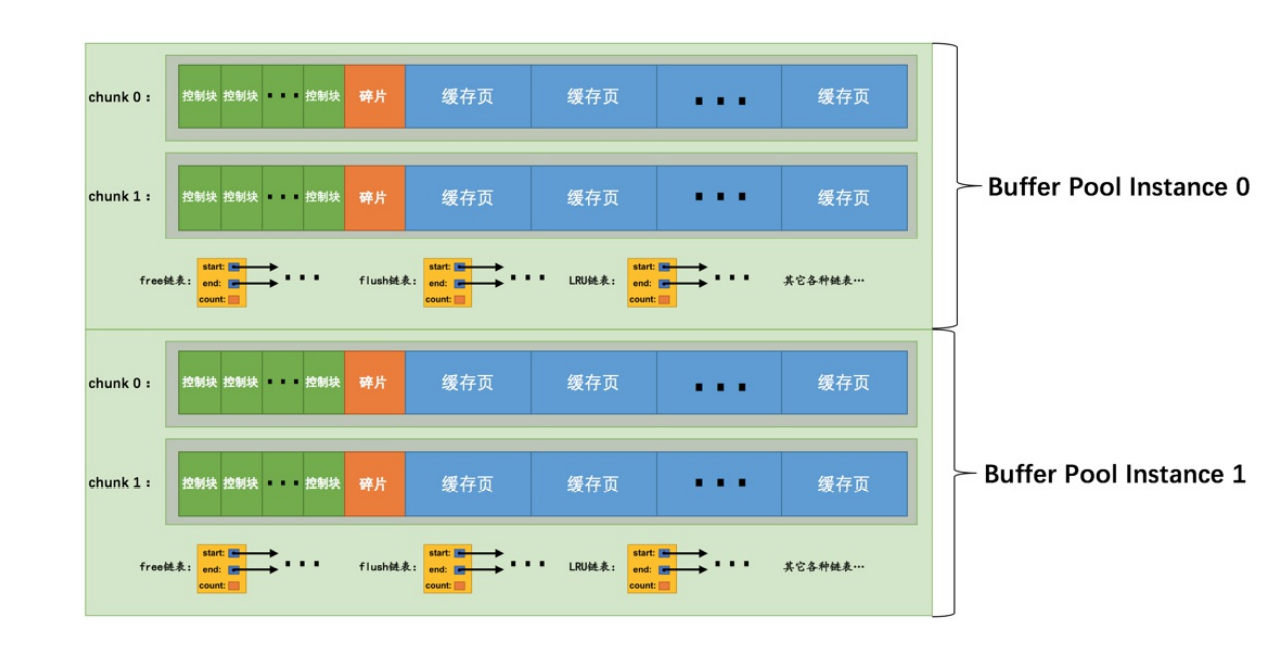 chunk 0 : 控制块 控制块 ··· 控制块 碎片 缓存页 缓存页 ··· 缓存页
chunk 1 : 控制块 控制块 ··· 控制块 碎片 缓存页 缓存页 ··· 缓存页
Buffer Pool Instance 0
free链表: start: end: count: ··· flush链表: start: end: count: ··· LRU链表: start: end: count: ··· 其它各种链表…
chunk 0 : 控制块 控制块 ··· 控制块 碎片 缓存页 缓存页 ··· 缓存页
chunk 1 : 控制块 控制块 ··· 控制块 碎片 缓存页 缓存页 ··· 缓存页
Buffer Pool Instance 1
free链表: start: end: count: ··· flush链表: start: end: count: ··· LRU链表: start: end: count: ··· 其它各种链表…